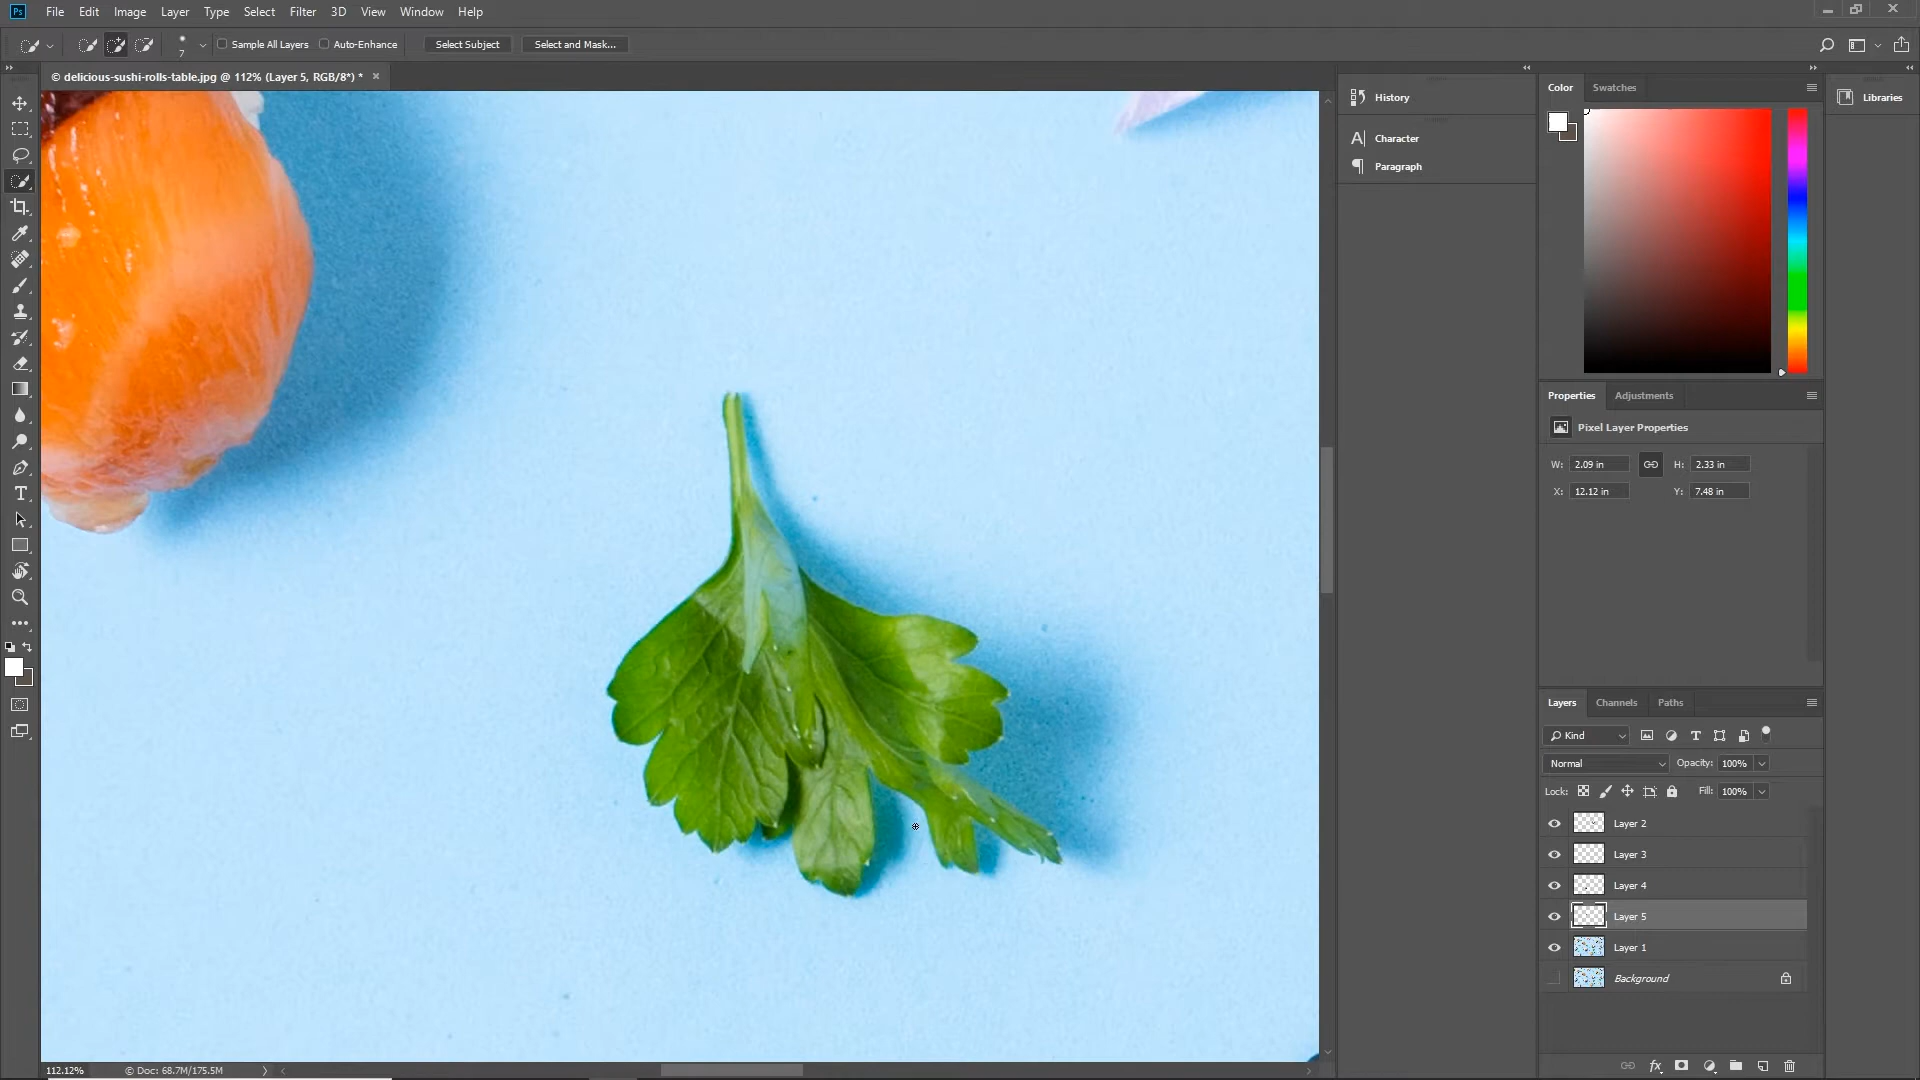 Ps File Edit Image Layer Type Select Filter 3D View Window Help
7 Sample All Layers Auto-Enhance Select Subject Select and Mask...
© delicious-sushi-rolls-table.jpg @ 112% (Layer 5, RGB/8*) * ×
History
Character
Paragraph
Color Swatches
Libraries
Properties Adjustments
Pixel Layer Properties
W: 2.09 in H: 2.33 in
X: 12.12 in Y: 7.48 in
Layers Channels Paths
Kind
Normal Opacity: 100%
Lock: Fill: 100%
Layer 2
Layer 3
Layer 4
Layer 5
Layer 1
Background
fx
112.12% © Doc: 68.7M/175.5M